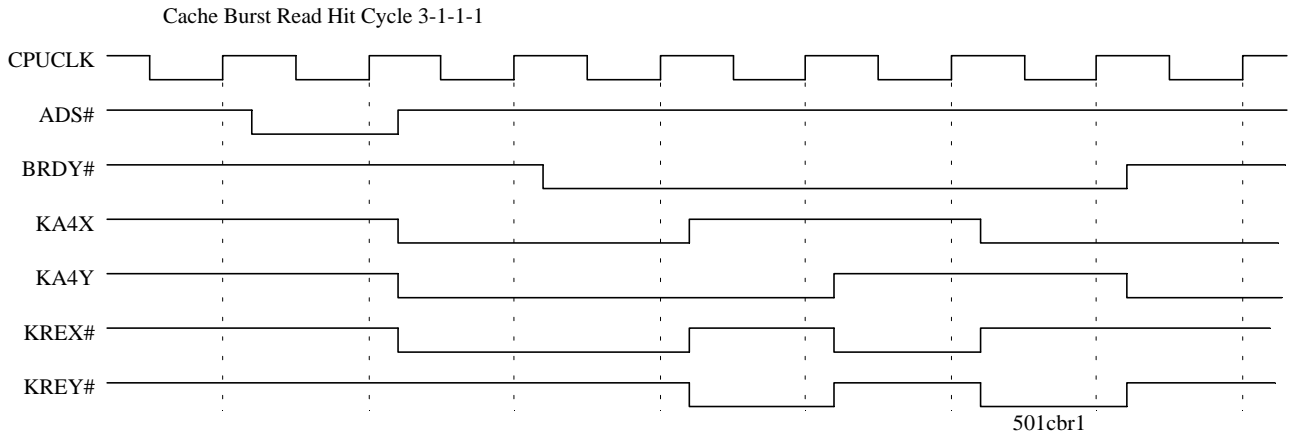 Cache Burst Read Hit Cycle 3-1-1-1
CPUCLK
ADS#
BRDY#
KA4X
KA4Y
KREX#
KREY#
501cbr1